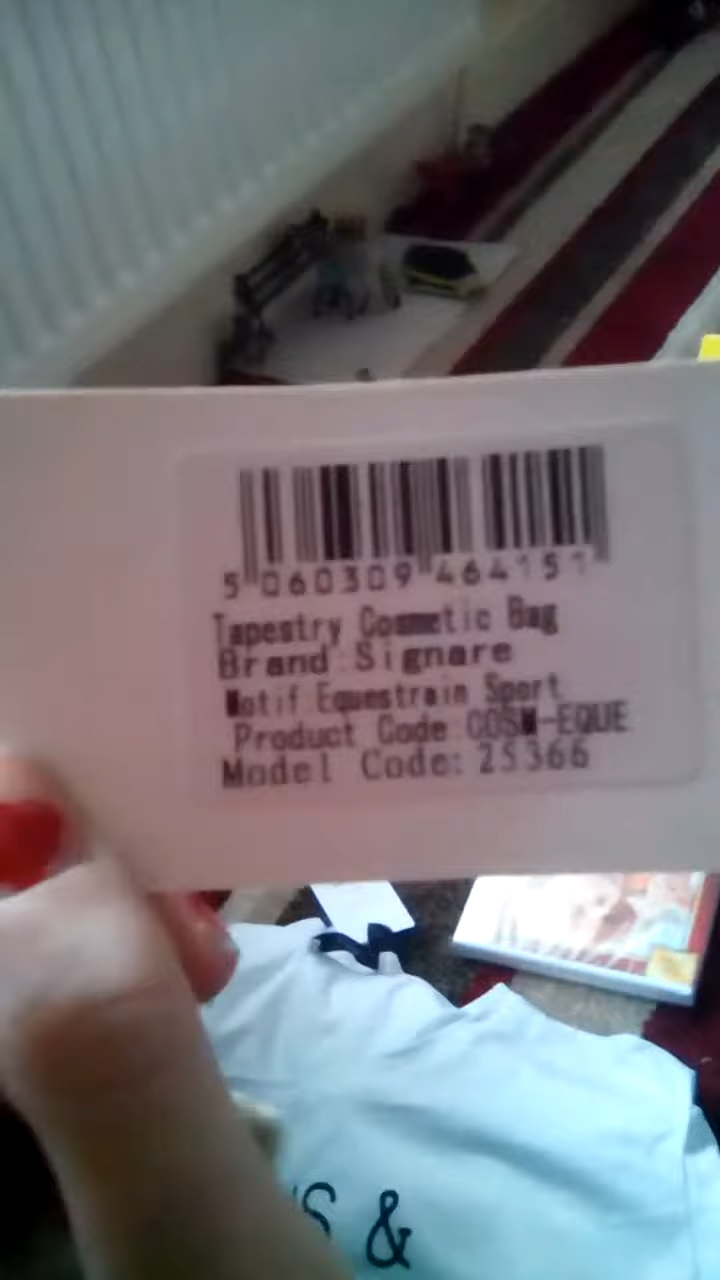 5 060309 464151
Tapestry Cosmetic Bag
Brand Signare
Motif Equestrain Sport
Product Code COSM-EQUE
Model Code: 25366
S &